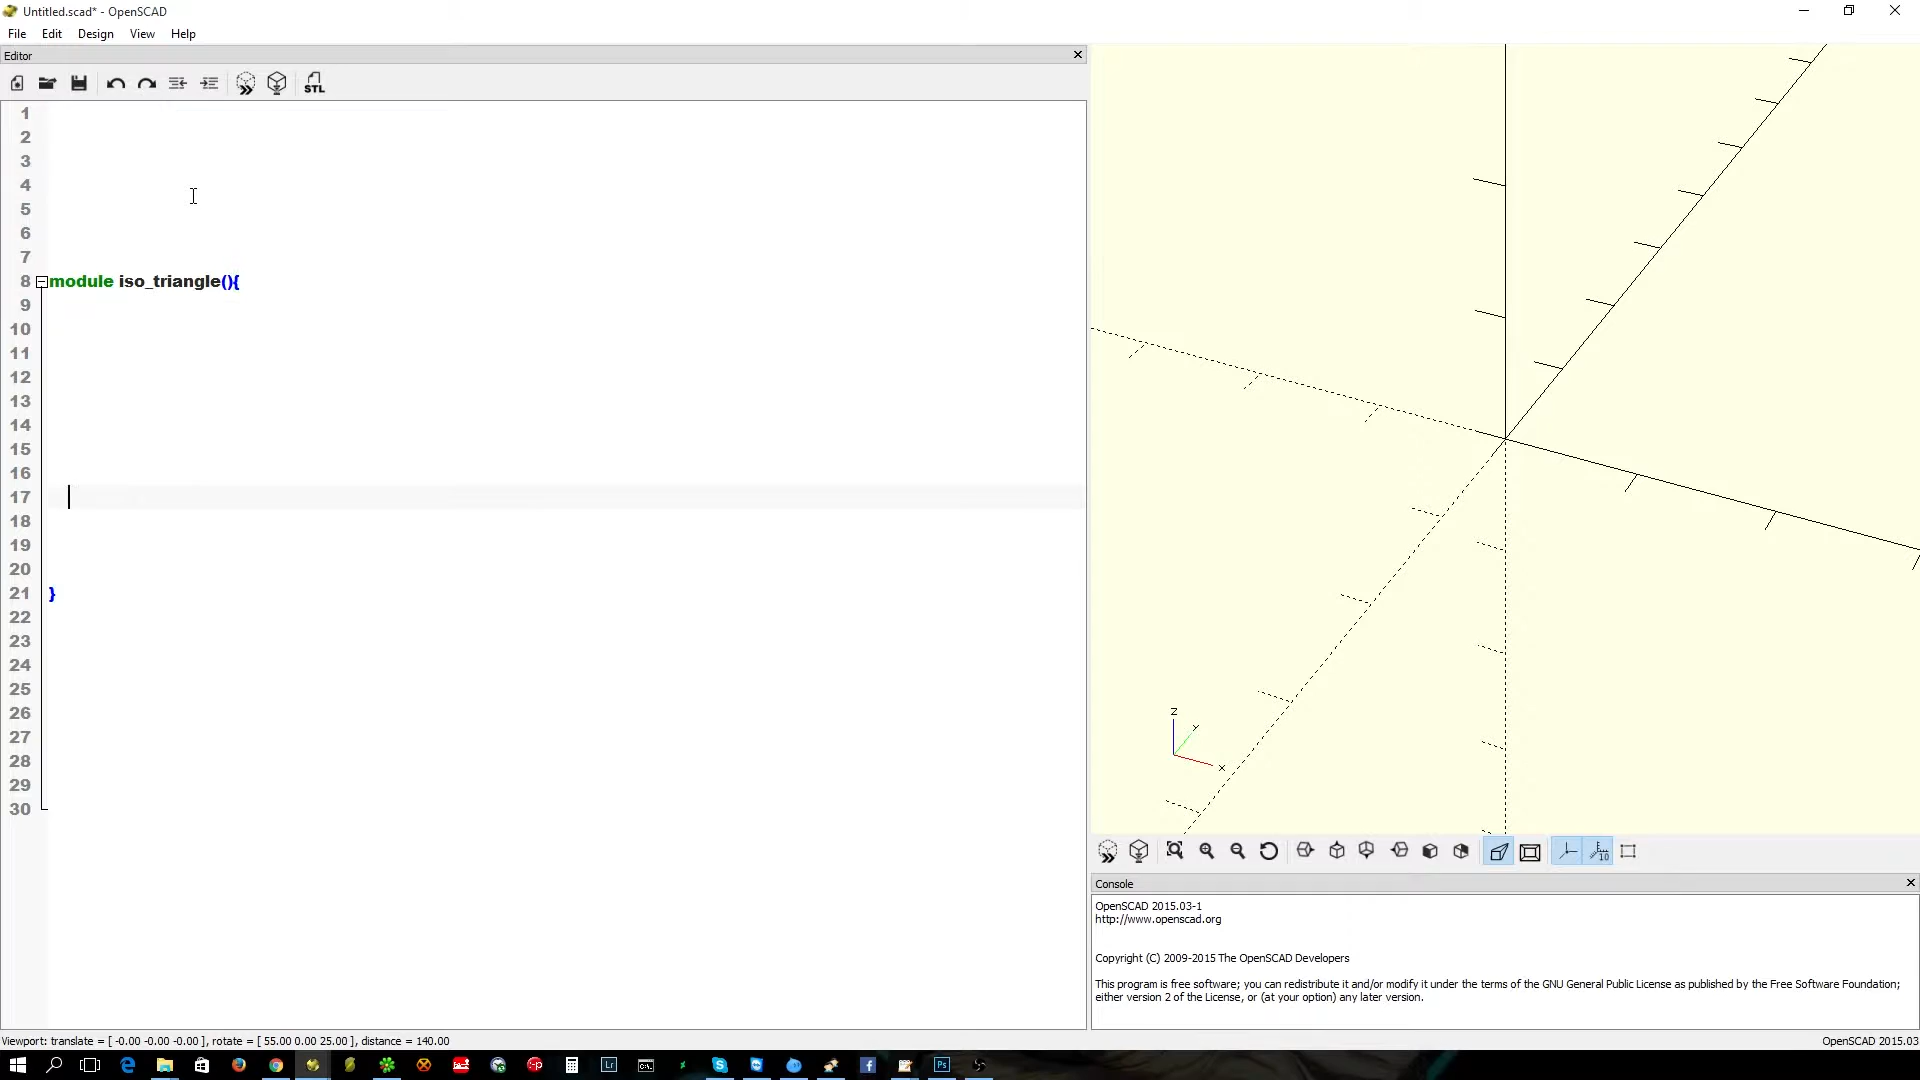 Untitled.scad* - OpenSCAD
File Edit Design View Help
Editor
STL
1
2
3
4
5
6
7
8 module iso_triangle(){
9
10
11
12
13
14
15
16
17
18
19
20
21 }
22
23
24
25
26
27
28
29
30
Z
Y
X
10
Console
OpenSCAD 2015.03-1
http://www.openscad.org
Copyright (C) 2009-2015 The OpenSCAD Developers
This program is free software; you can redistribute it and/or modify it under the terms of the GNU General Public License as published by the Free Software Foundation;
either version 2 of the License, or (at your option) any later version.
Viewport: translate = [ -0.00 -0.00 -0.00 ], rotate = [ 55.00 0.00 25.00 ], distance = 140.00
OpenSCAD 2015.03
Lr
Ps